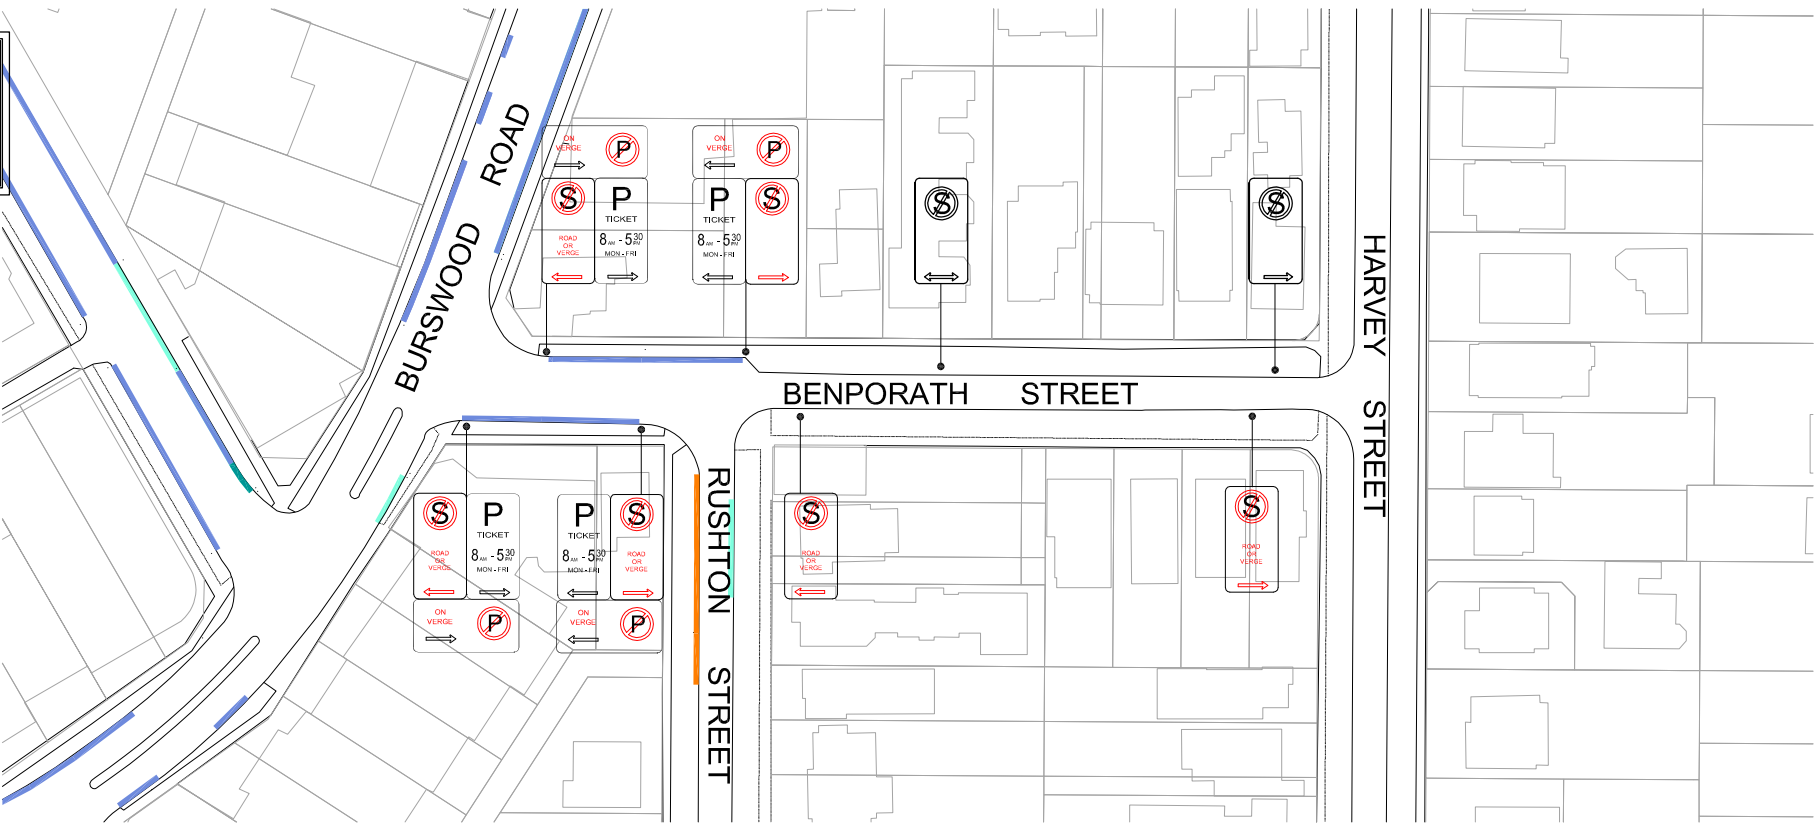 BURSWOOD ROAD
ON
VERGE
P
S
ROAD
OR
VERGE
P
TICKET
8 AM - 5 30 PM
MON - FRI
ON
VERGE
P
P
TICKET
8 AM - 5 30 PM
MON - FRI
S
S
S
HARVEY STREET
BENPORATH STREET
S
ROAD
OR
VERGE
P
TICKET
8 AM - 5 30 PM
MON - FRI
ON
VERGE
P
P
TICKET
8 AM - 5 30 PM
MON - FRI
S
ROAD
OR
VERGE
ON
VERGE
P
RUSHTON STREET
S
ROAD
OR
VERGE
S
ROAD
OR
VERGE